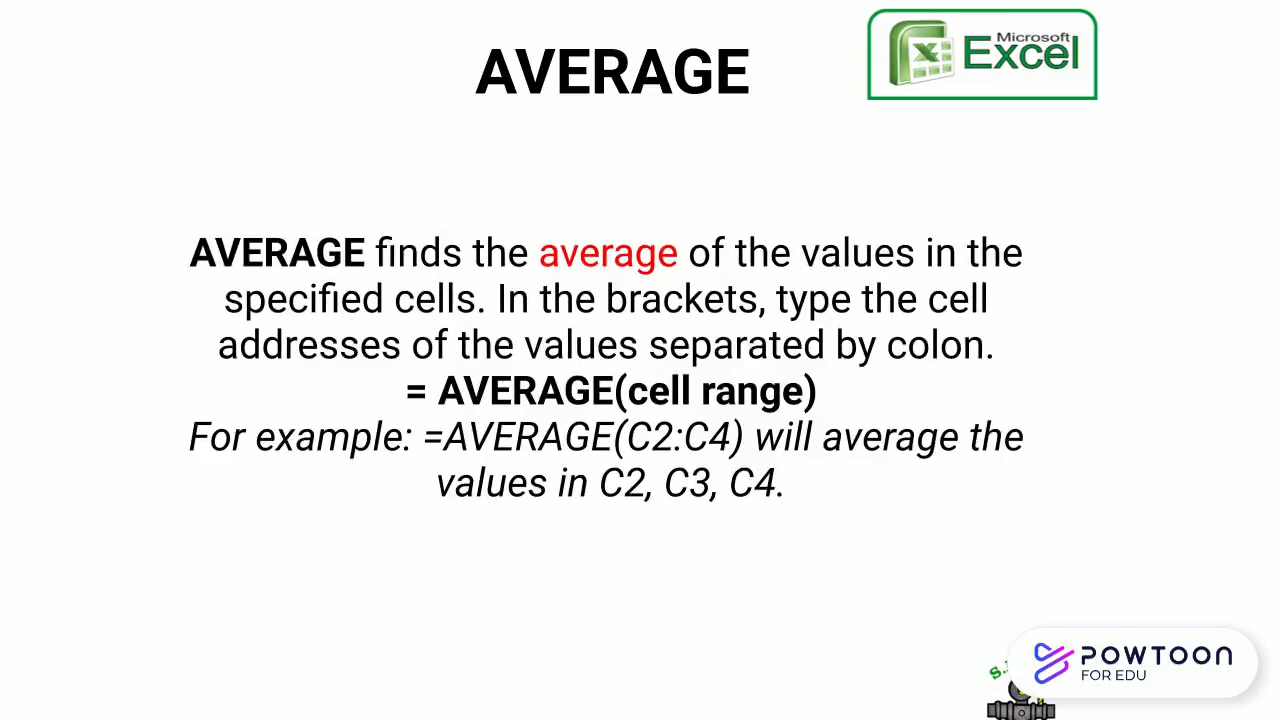 AVERAGE
Microsoft
Excel
AVERAGE finds the average of the values in the
specified cells. In the brackets, type the cell
addresses of the values separated by colon.
= AVERAGE(cell range)
For example: =AVERAGE(C2:C4) will average the
values in C2, C3, C4.
POWTOON
FOR EDU